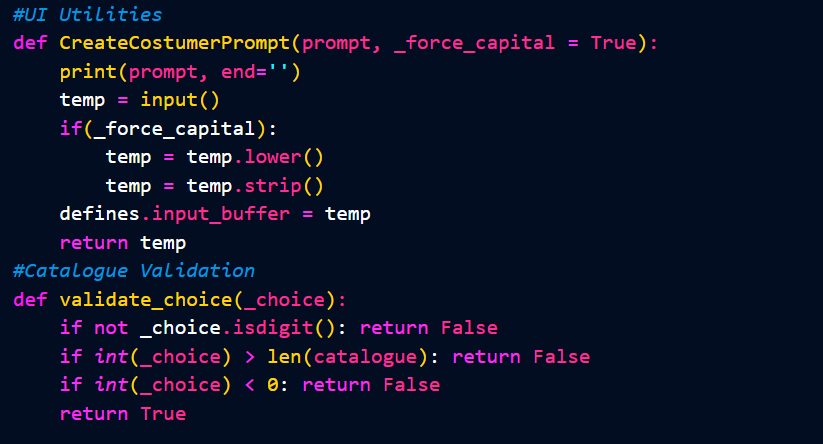 #UI Utilities
def CreateCostumerPrompt(prompt, _force_capital = True):
    print(prompt, end='')
    temp = input()
    if(_force_capital):
        temp = temp.lower()
        temp = temp.strip()
    defines.input_buffer = temp
    return temp
#Catalogue Validation
def validate_choice(_choice):
    if not _choice.isdigit(): return False
    if int(_choice) > len(catalogue): return False
    if int(_choice) < 0: return False
    return True